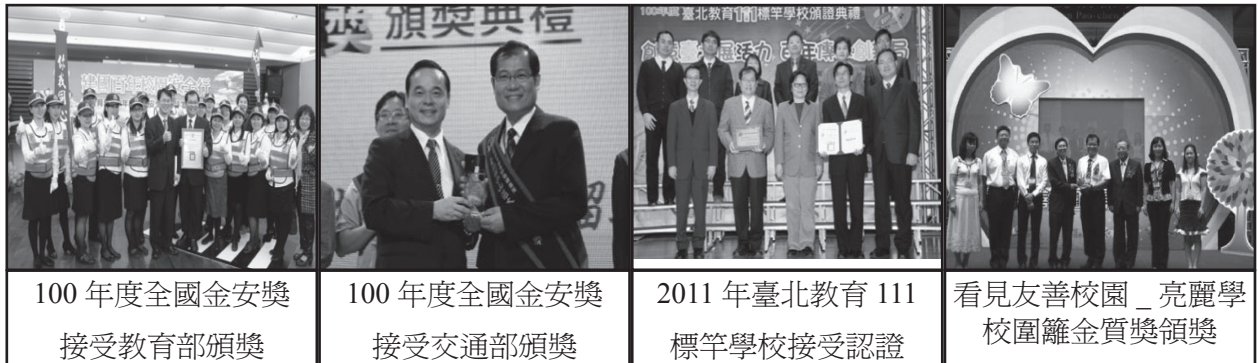 頒獎典禮
100年度 臺北教育111標竿學校頒證典禮
100 年度全國金安獎
接受教育部頒獎
100 年度全國金安獎
接受交通部頒獎
2011 年臺北教育 111
標竿學校接受認證
看見友善校園 _ 亮麗學
校圍籬金質獎領獎